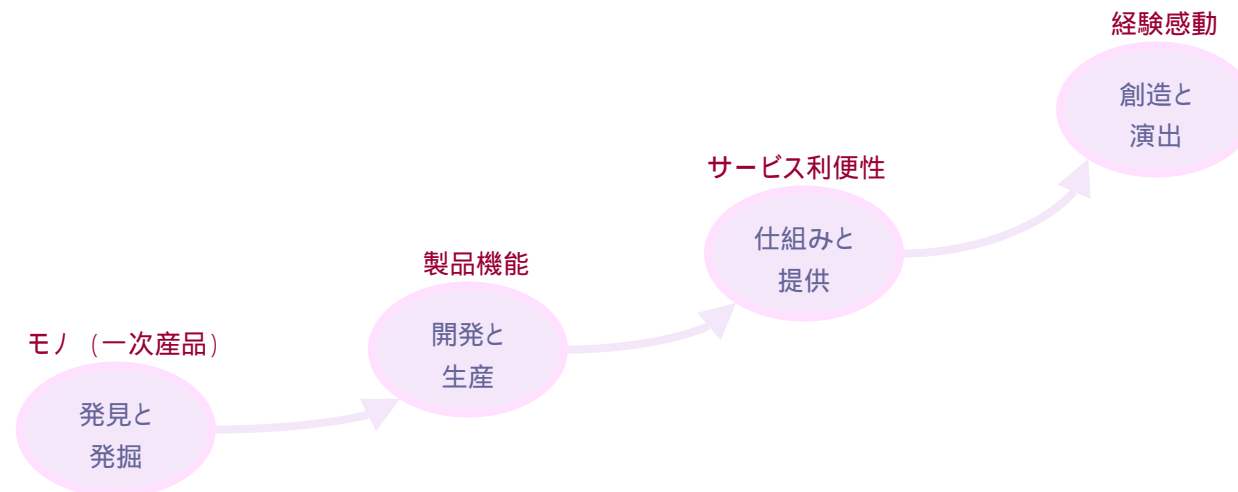 モノ（一次産品）
発見と
発掘
製品機能
開発と
生産
サービス利便性
仕組みと
提供
経験感動
創造と
演出